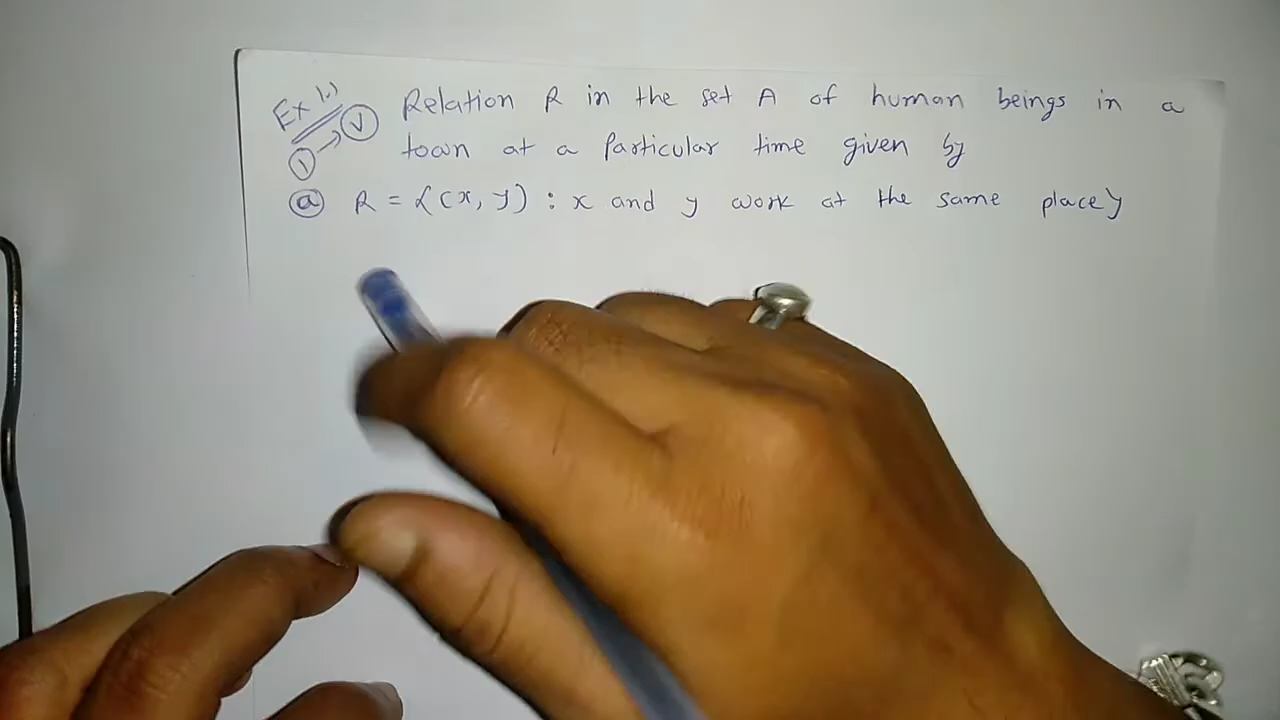 Ex 1.1
① → ⓥ Relation R in the set A of human beings in a
town at a Particular time given by
ⓐ R = {(x, y) : x and y work at the same place}